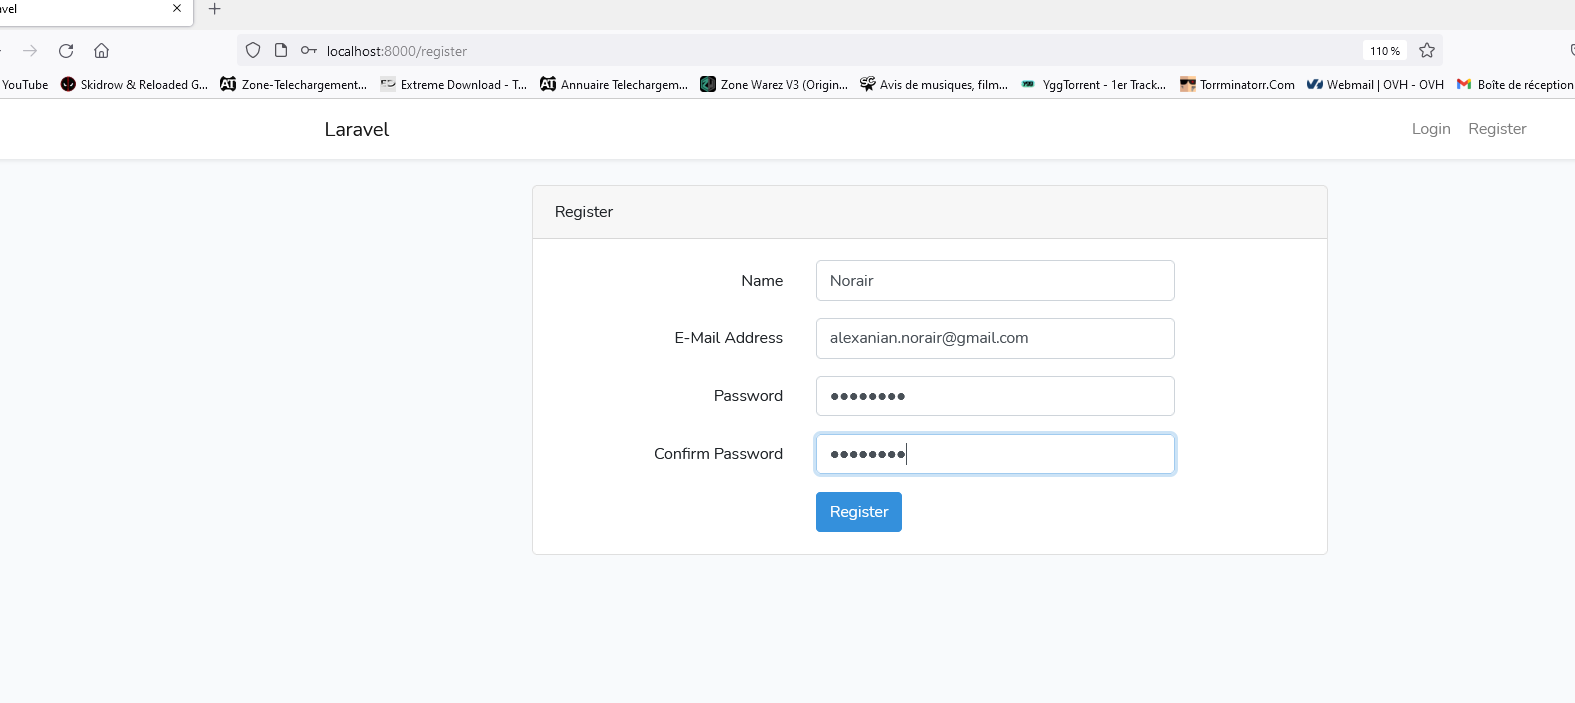 avel
localhost:8000/register 110 %
YouTube Skidrow & Reloaded G... Zone-Telechargement... Extreme Download - T... Annuaire Telechargem... Zone Warez V3 (Origin... Avis de musiques, film... YggTorrent - 1er Track... Torrminatorr.Com Webmail | OVH - OVH Boîte de réception
Laravel Login Register
Register
Name Norair
E-Mail Address alexanian.norair@gmail.com
Password ••••••••
Confirm Password ••••••••
Register